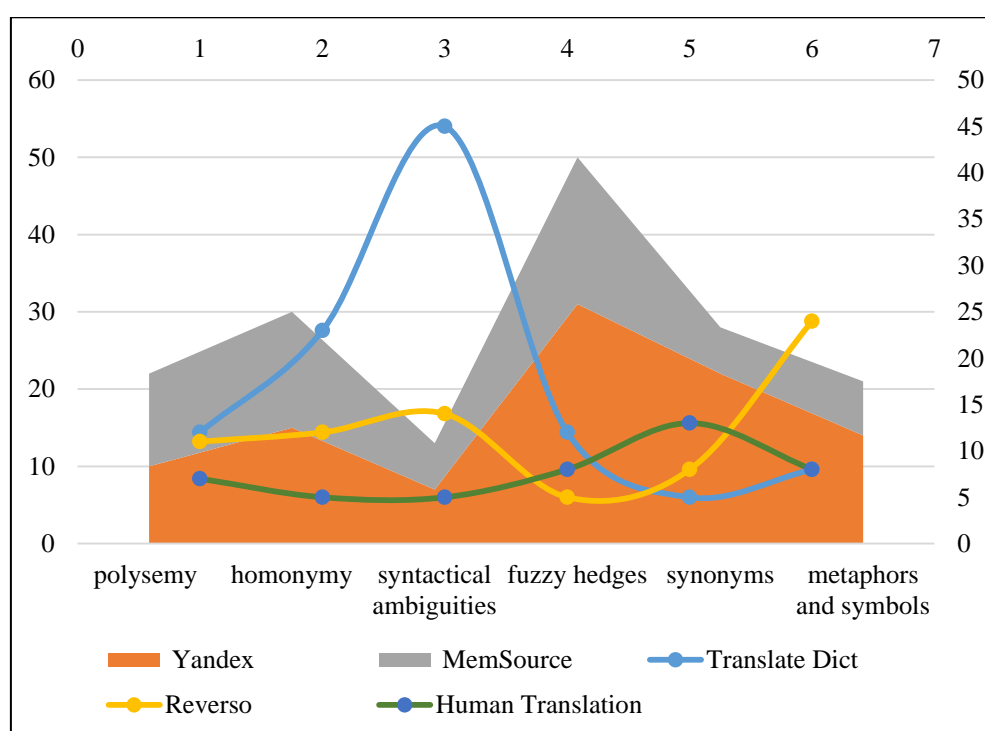 0 1 2 3 4 5 6 7
60 50
50 45
40 40
30 35
20 30
10 25
0 20
15
10
5
0
polysemy homonymy syntactical ambiguities fuzzy hedges synonyms metaphors and symbols
Yandex MemSource Translate Dict
Reverso Human Translation